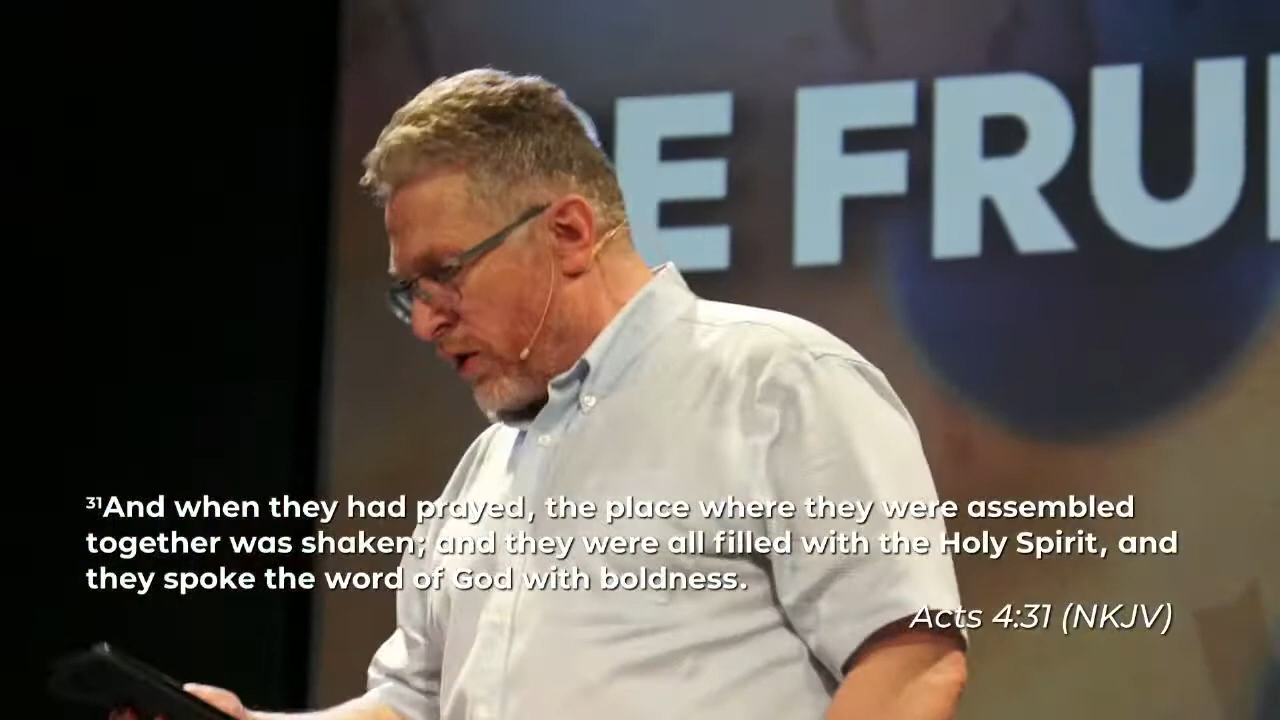 E FRU
³¹And when they had prayed, the place where they were assembled
together was shaken; and they were all filled with the Holy Spirit, and
they spoke the word of God with boldness.
Acts 4:31 (NKJV)